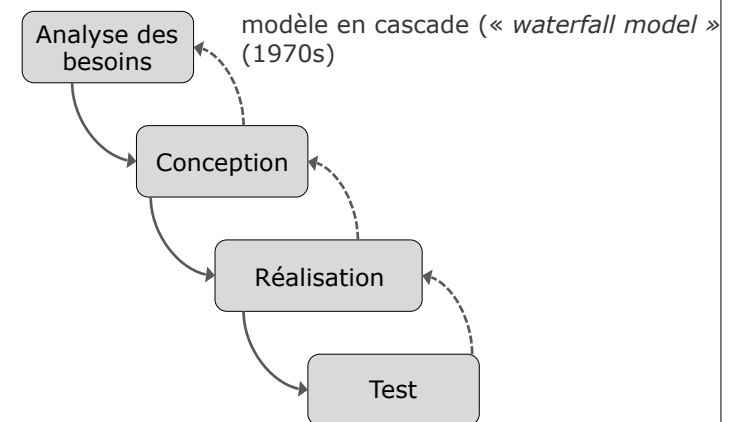 Analyse des
besoins
modèle en cascade (« waterfall model »
(1970s)
Conception
Réalisation
Test